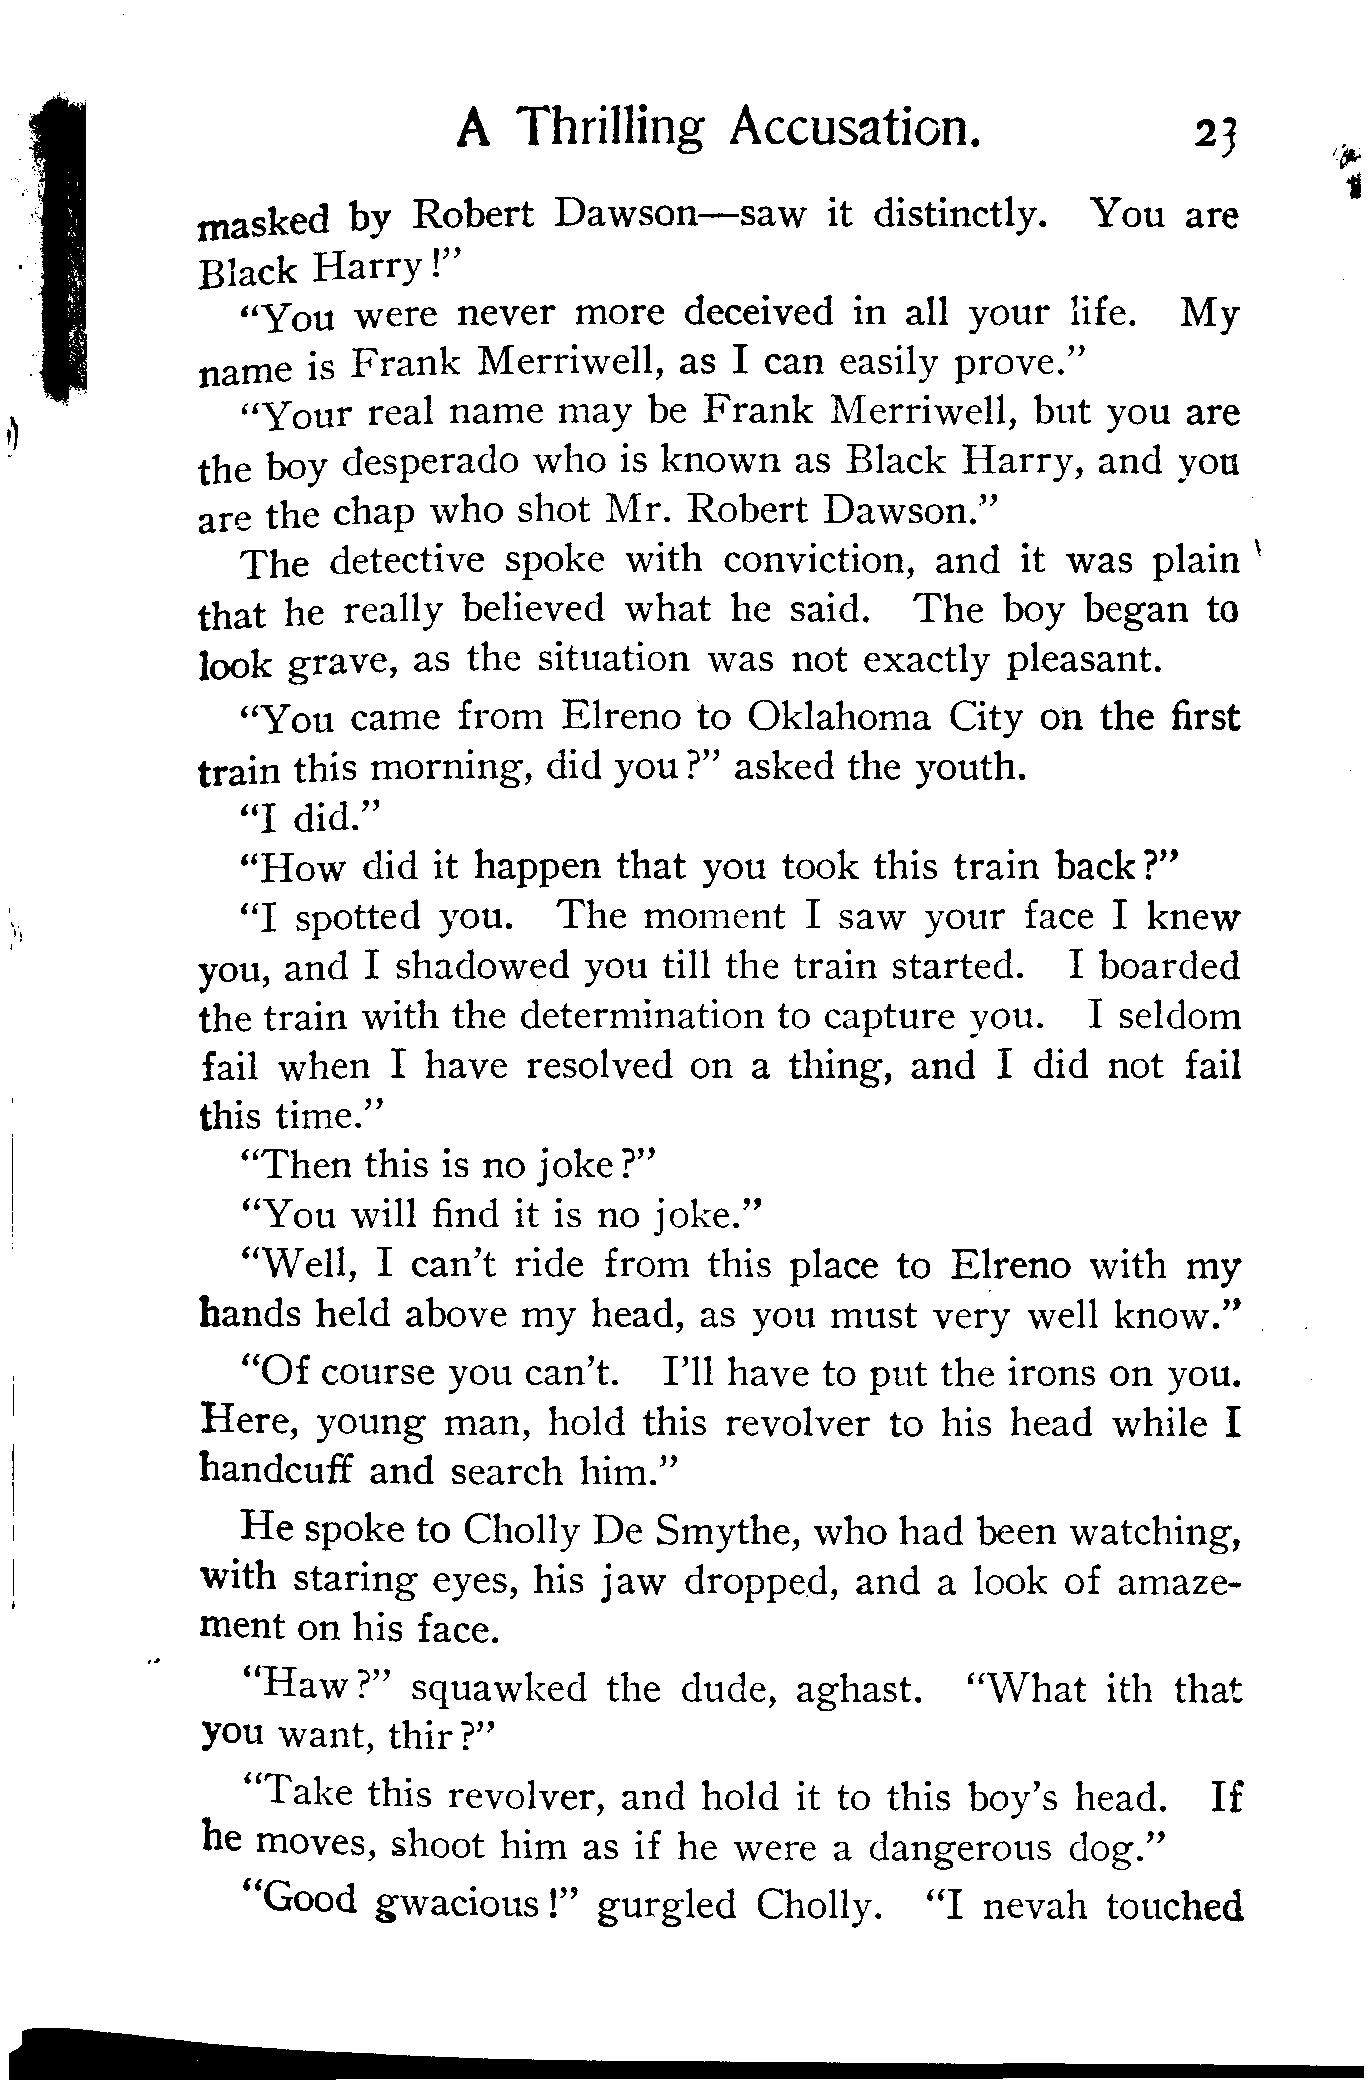 A Thrilling Accusation. 23
masked by Robert Dawson—saw it distinctly. You are
Black Harry!”
“You were never more deceived in all your life. My
name is Frank Merriwell, as I can easily prove.”
“Your real name may be Frank Merriwell, but you are
the boy desperado who is known as Black Harry, and you
are the chap who shot Mr. Robert Dawson.”
The detective spoke with conviction, and it was plain
that he really believed what he said. The boy began to
look grave, as the situation was not exactly pleasant.
“You came from Elreno to Oklahoma City on the first
train this morning, did you?” asked the youth.
“I did.”
“How did it happen that you took this train back?”
“I spotted you. The moment I saw your face I knew
you, and I shadowed you till the train started. I boarded
the train with the determination to capture you. I seldom
fail when I have resolved on a thing, and I did not fail
this time.”
“Then this is no joke?”
“You will find it is no joke.”
“Well, I can’t ride from this place to Elreno with my
hands held above my head, as you must very well know.”
“Of course you can’t. I’ll have to put the irons on you.
Here, young man, hold this revolver to his head while I
handcuff and search him.”
He spoke to Cholly De Smythe, who had been watching,
with staring eyes, his jaw dropped, and a look of amaze-
ment on his face.
“Haw?” squawked the dude, aghast. “What ith that
you want, thir?”
“Take this revolver, and hold it to this boy’s head. If
he moves, shoot him as if he were a dangerous dog.”
“Good gwacious!” gurgled Cholly. “I nevah touched